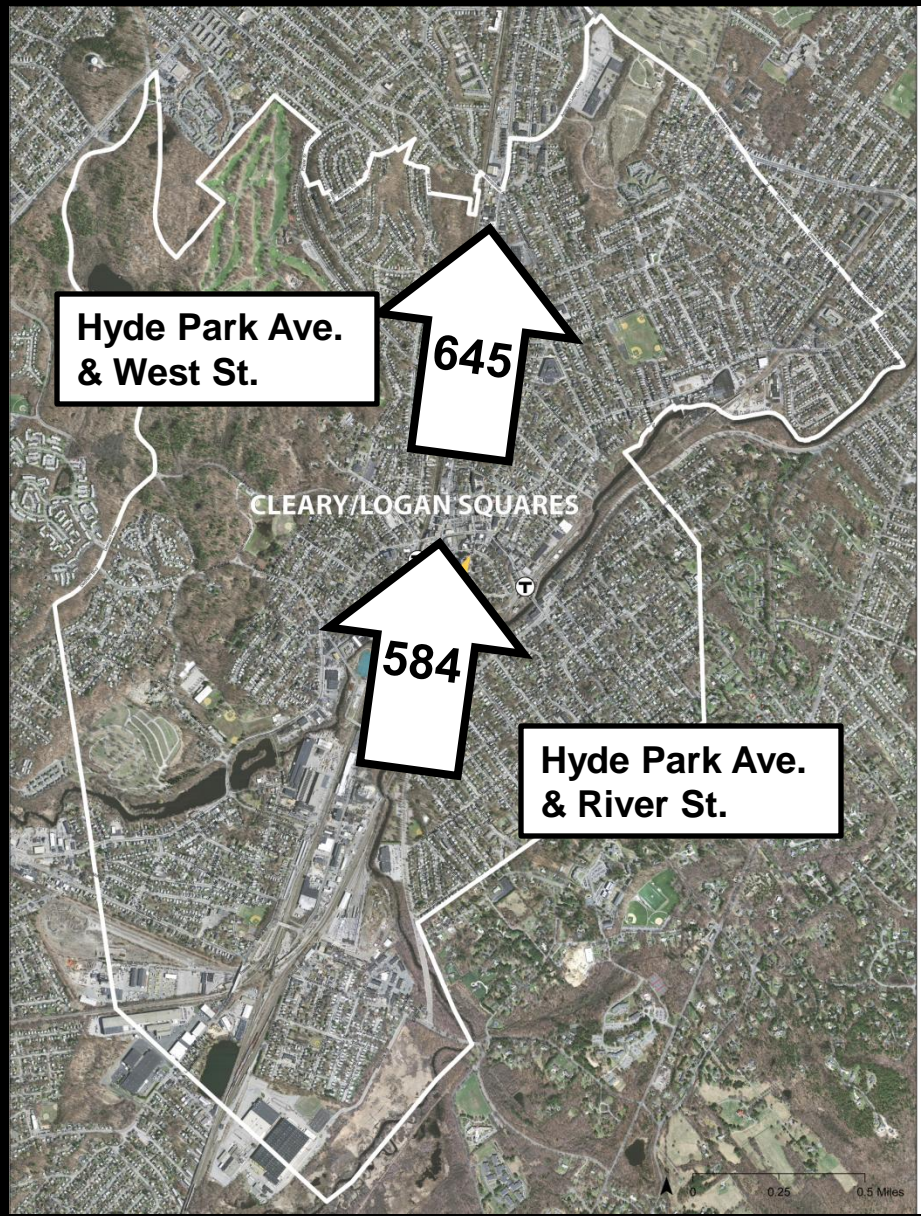 Hyde Park Ave.
& West St.
645
CLEARY/LOGAN SQUARES
T
584
Hyde Park Ave.
& River St.
0
0.25
0.5 Miles